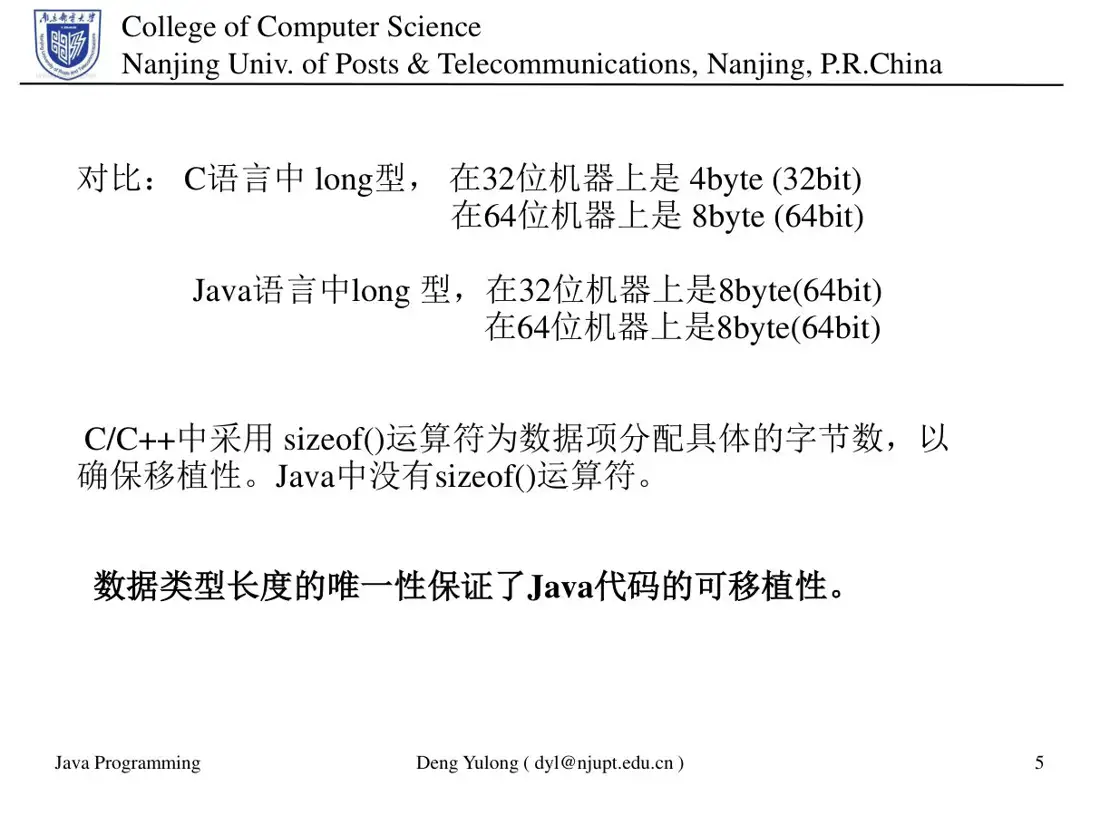 College of Computer Science
Nanjing Univ. of Posts & Telecommunications, Nanjing, P.R.China
对比： C语言中 long型， 在32位机器上是 4byte (32bit)
在64位机器上是 8byte (64bit)
Java语言中long 型，在32位机器上是8byte(64bit)
在64位机器上是8byte(64bit)
C/C++中采用 sizeof()运算符为数据项分配具体的字节数，以
确保移植性。Java中没有sizeof()运算符。
数据类型长度的唯一性保证了Java代码的可移植性。
Java Programming
Deng Yulong ( dyl@njupt.edu.cn )
5